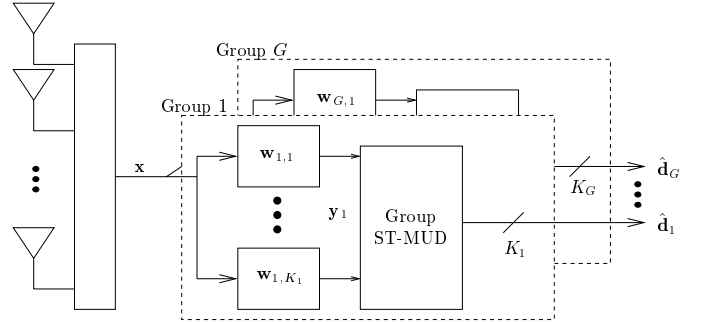 Group G
w_{G,1}
Group 1
x
w_{1,1}
y_1
Group
ST-MUD
w_{1,K_1}
K_G
d̂_G
K_1
d̂_1